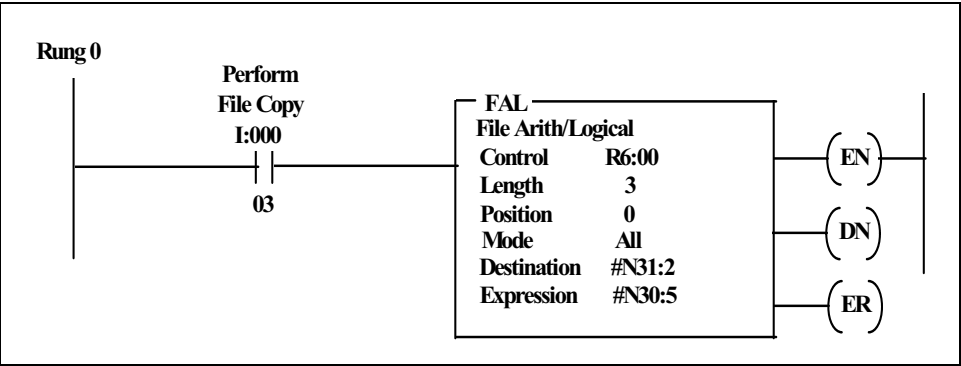 Rung 0
Perform
File Copy
I:000
03
FAL
File Arith/Logical
Control R6:00
Length 3
Position 0
Mode All
Destination #N31:2
Expression #N30:5
EN
DN
ER